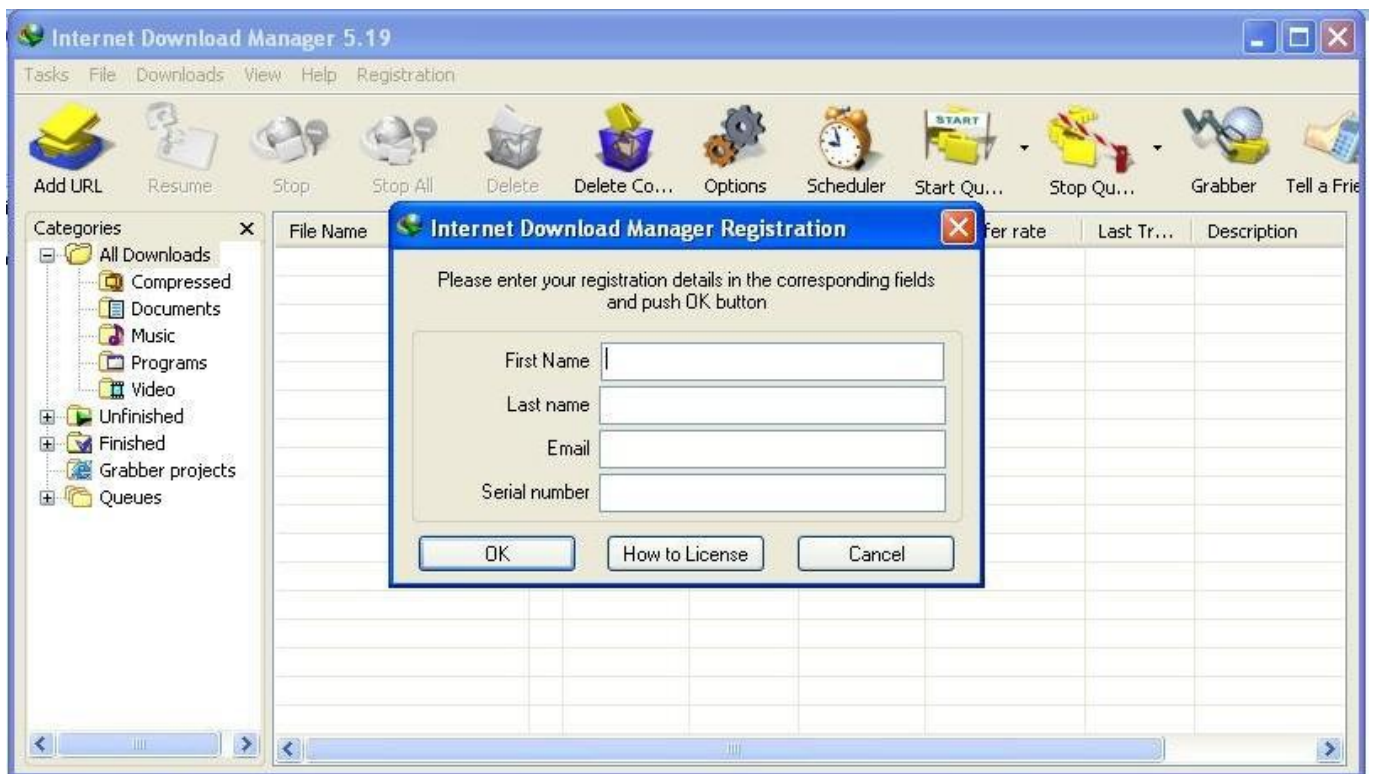 Internet Download Manager 5.19
Tasks File Downloads View Help Registration
START
Add URL Resume Stop Stop All Delete Delete Co... Options Scheduler Start Qu... Stop Qu... Grabber Tell a Frie
Categories
File Name fer rate Last Tr... Description
All Downloads
Compressed
Documents
Music
Programs
Video
Unfinished
Finished
Grabber projects
Queues
Internet Download Manager Registration
Please enter your registration details in the corresponding fields
and push OK button
First Name
Last name
Email
Serial number
OK How to License Cancel